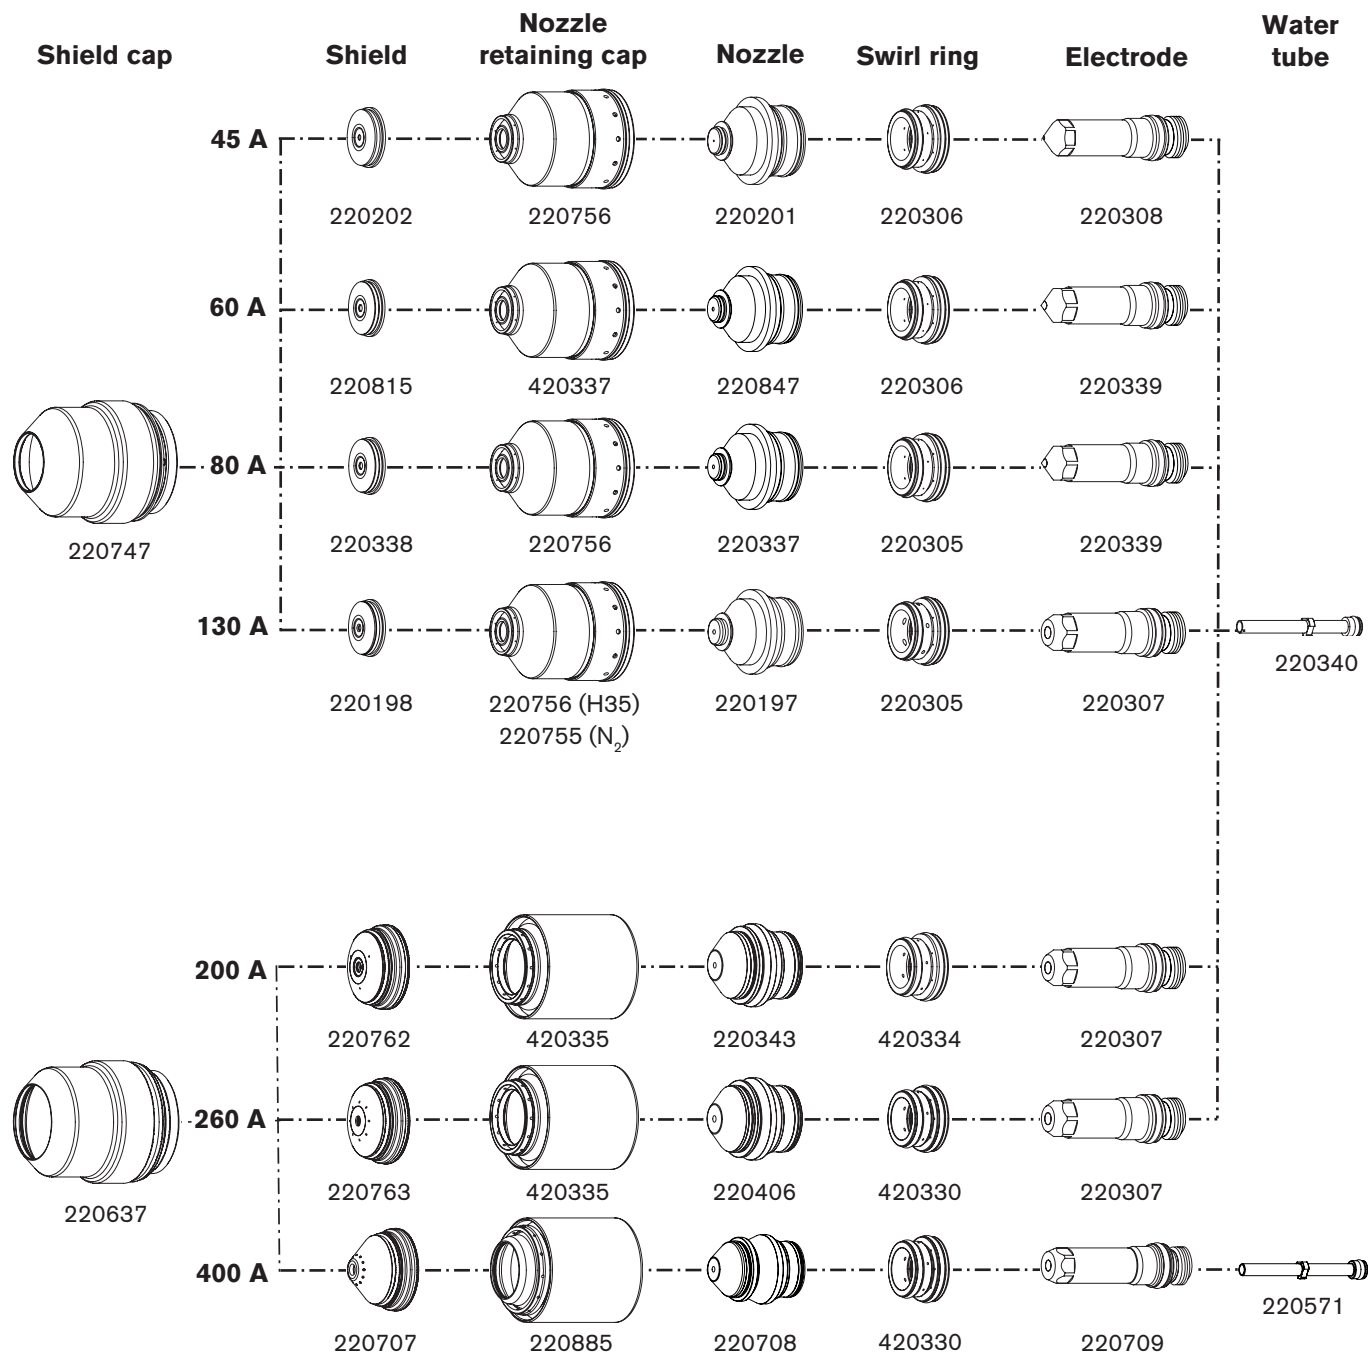 Shield cap
Shield
Nozzle
retaining cap
Nozzle
Swirl ring
Electrode
Water
tube
45 A
220202
220756
220201
220306
220308
60 A
220815
420337
220847
220306
220339
80 A
220747
220338
220756
220337
220305
220339
130 A
220198
220756 (H35)
220755 (N₂)
220197
220305
220307
220340
200 A
220762
420335
220343
420334
220307
260 A
220637
220763
420335
220406
420330
220307
400 A
220707
220885
220708
420330
220709
220571